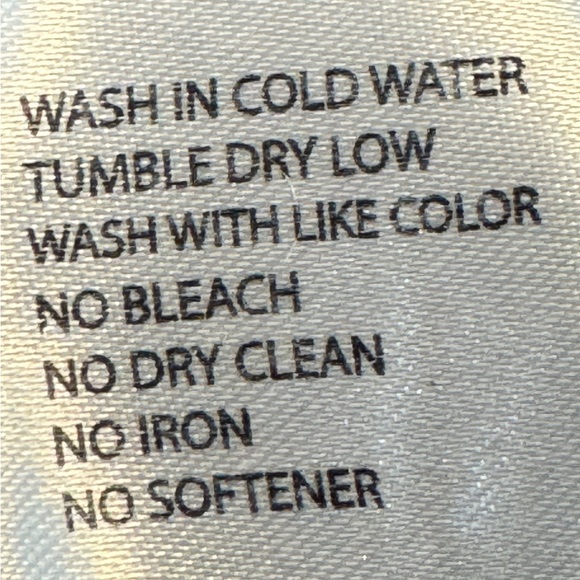 WASH IN COLD WATER
TUMBLE DRY LOW
WASH WITH LIKE COLOR
NO BLEACH
NO DRY CLEAN
NO IRON
NO SOFTENER